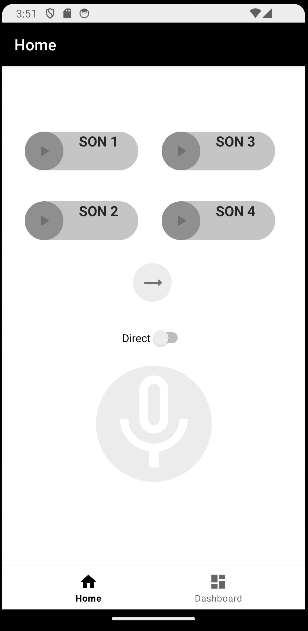 3:51
Home
SON 1
SON 3
SON 2
SON 4
Direct
Home
Dashboard